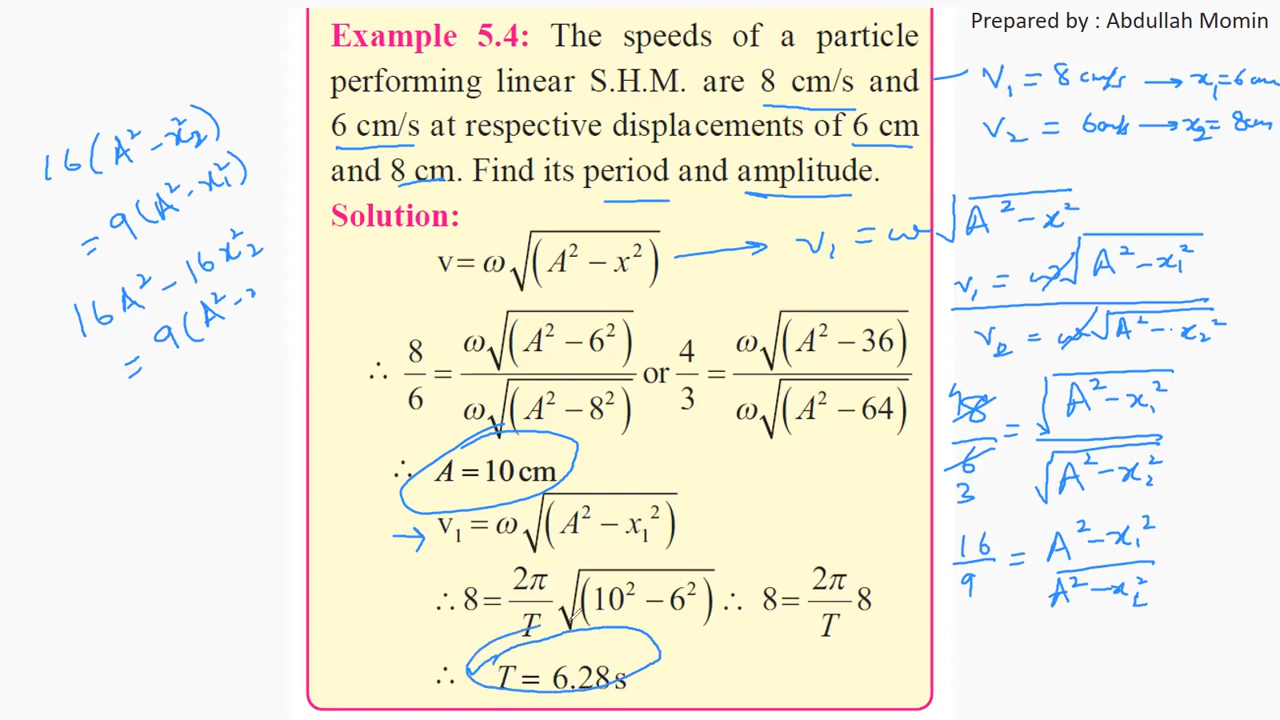 Prepared by : Abdullah Momin
Example 5.4: The speeds of a particle
performing linear S.H.M. are 8 cm/s and
6 cm/s at respective displacements of 6 cm
and 8 cm. Find its period and amplitude.
Solution:
v= ω√(A² − x²)
∴ 8/6 = ω√(A² − 6²) / ω√(A² − 8²) or 4/3 = ω√(A² − 36) / ω√(A² − 64)
∴ A = 10 cm
v₁ = ω√(A² − x₁²)
∴ 8 = 2π/T √(10² − 6²) ∴ 8 = 2π/T 8
∴ T = 6.28s
16(A² − x₂²)
= 9(A² − x₁²)
16A² − 16x₂²
= 9(A² −
V₁ = 8 cm/s → x₁ = 6 cm
V₂ = 6 cm/s → x₂ = 8 cm
v₁ = ω√A² − x²
v₁ = ω√A² − x₁²
v₂ = ω√A² − x₂²
48/63 = √A² − x₁² / √A² − x₂²
16/9 = A² − x₁² / A² − x₂²